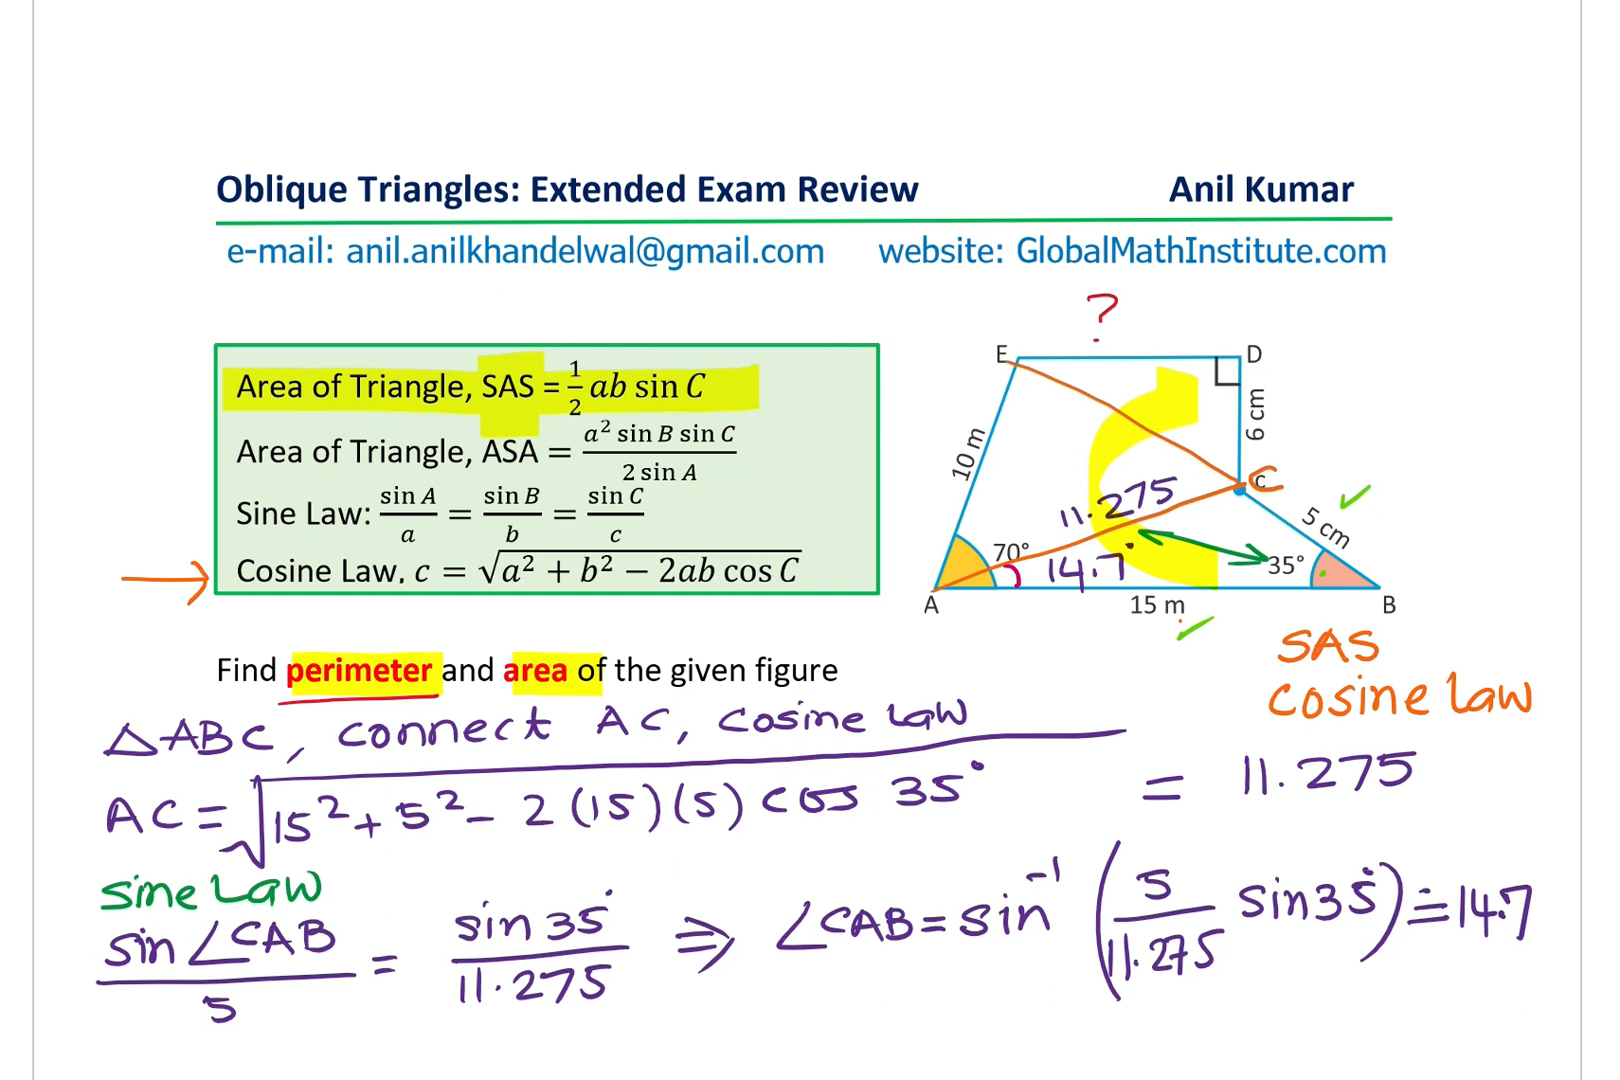 Oblique Triangles: Extended Exam Review Anil Kumar
e-mail: anil.anilkhandelwal@gmail.com website: GlobalMathInstitute.com
Area of Triangle, SAS = 1/2 ab sin C
Area of Triangle, ASA = a² sin B sin C / 2 sin A
Sine Law: sin A / a = sin B / b = sin C / c
Cosine Law, c = √(a² + b² − 2ab cos C)
?
E
D
10 m
6 cm
C
C
11.275
5 cm
70°
14.7°
35°
A
15 m
B
SAS
Cosine Law
Find perimeter and area of the given figure
△ABC, connect AC, cosine Law
AC = √(15² + 5² - 2 (15)(5) cos 35°) = 11.275
Sine Law
sin ∠CAB / 5 = sin 35° / 11.275 ⇒ ∠CAB = sin⁻¹ (5 / 11.275 sin 35°) = 14.7